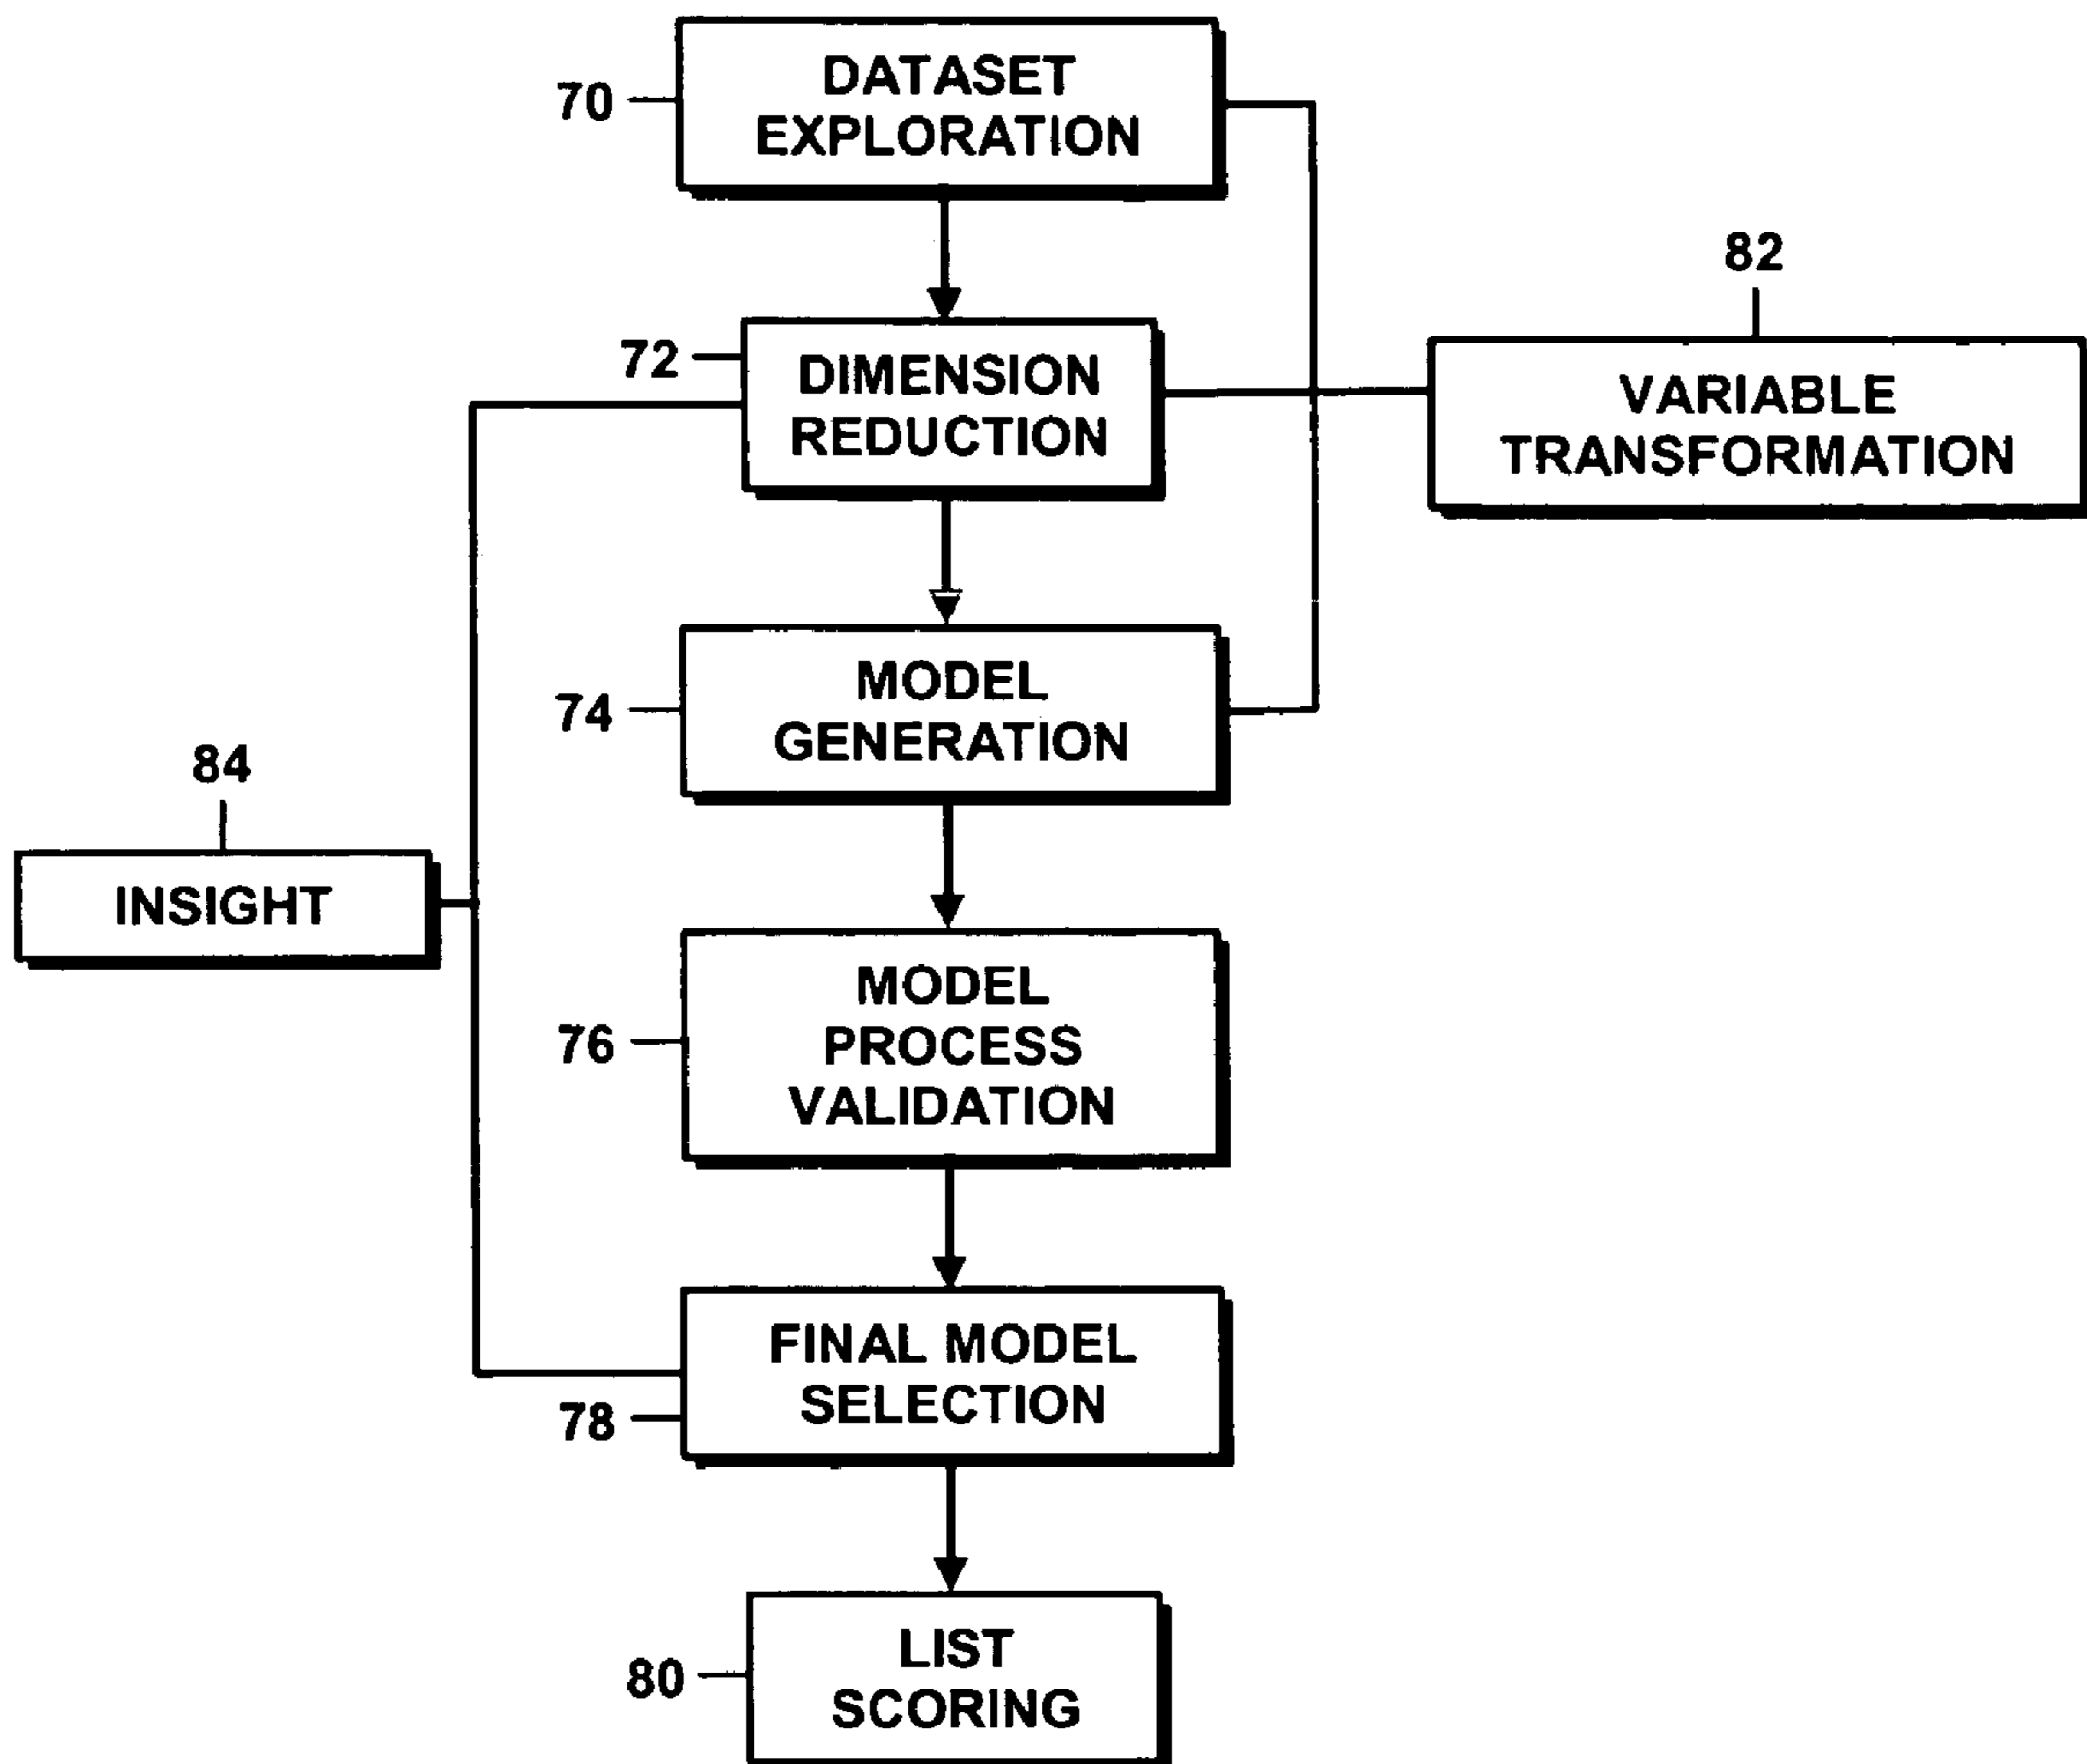 DATASET
EXPLORATION
70
82
72
DIMENSION
REDUCTION
VARIABLE
TRANSFORMATION
74
MODEL
GENERATION
84
INSIGHT
76
MODEL
PROCESS
VALIDATION
FINAL MODEL
SELECTION
78
LIST
SCORING
80